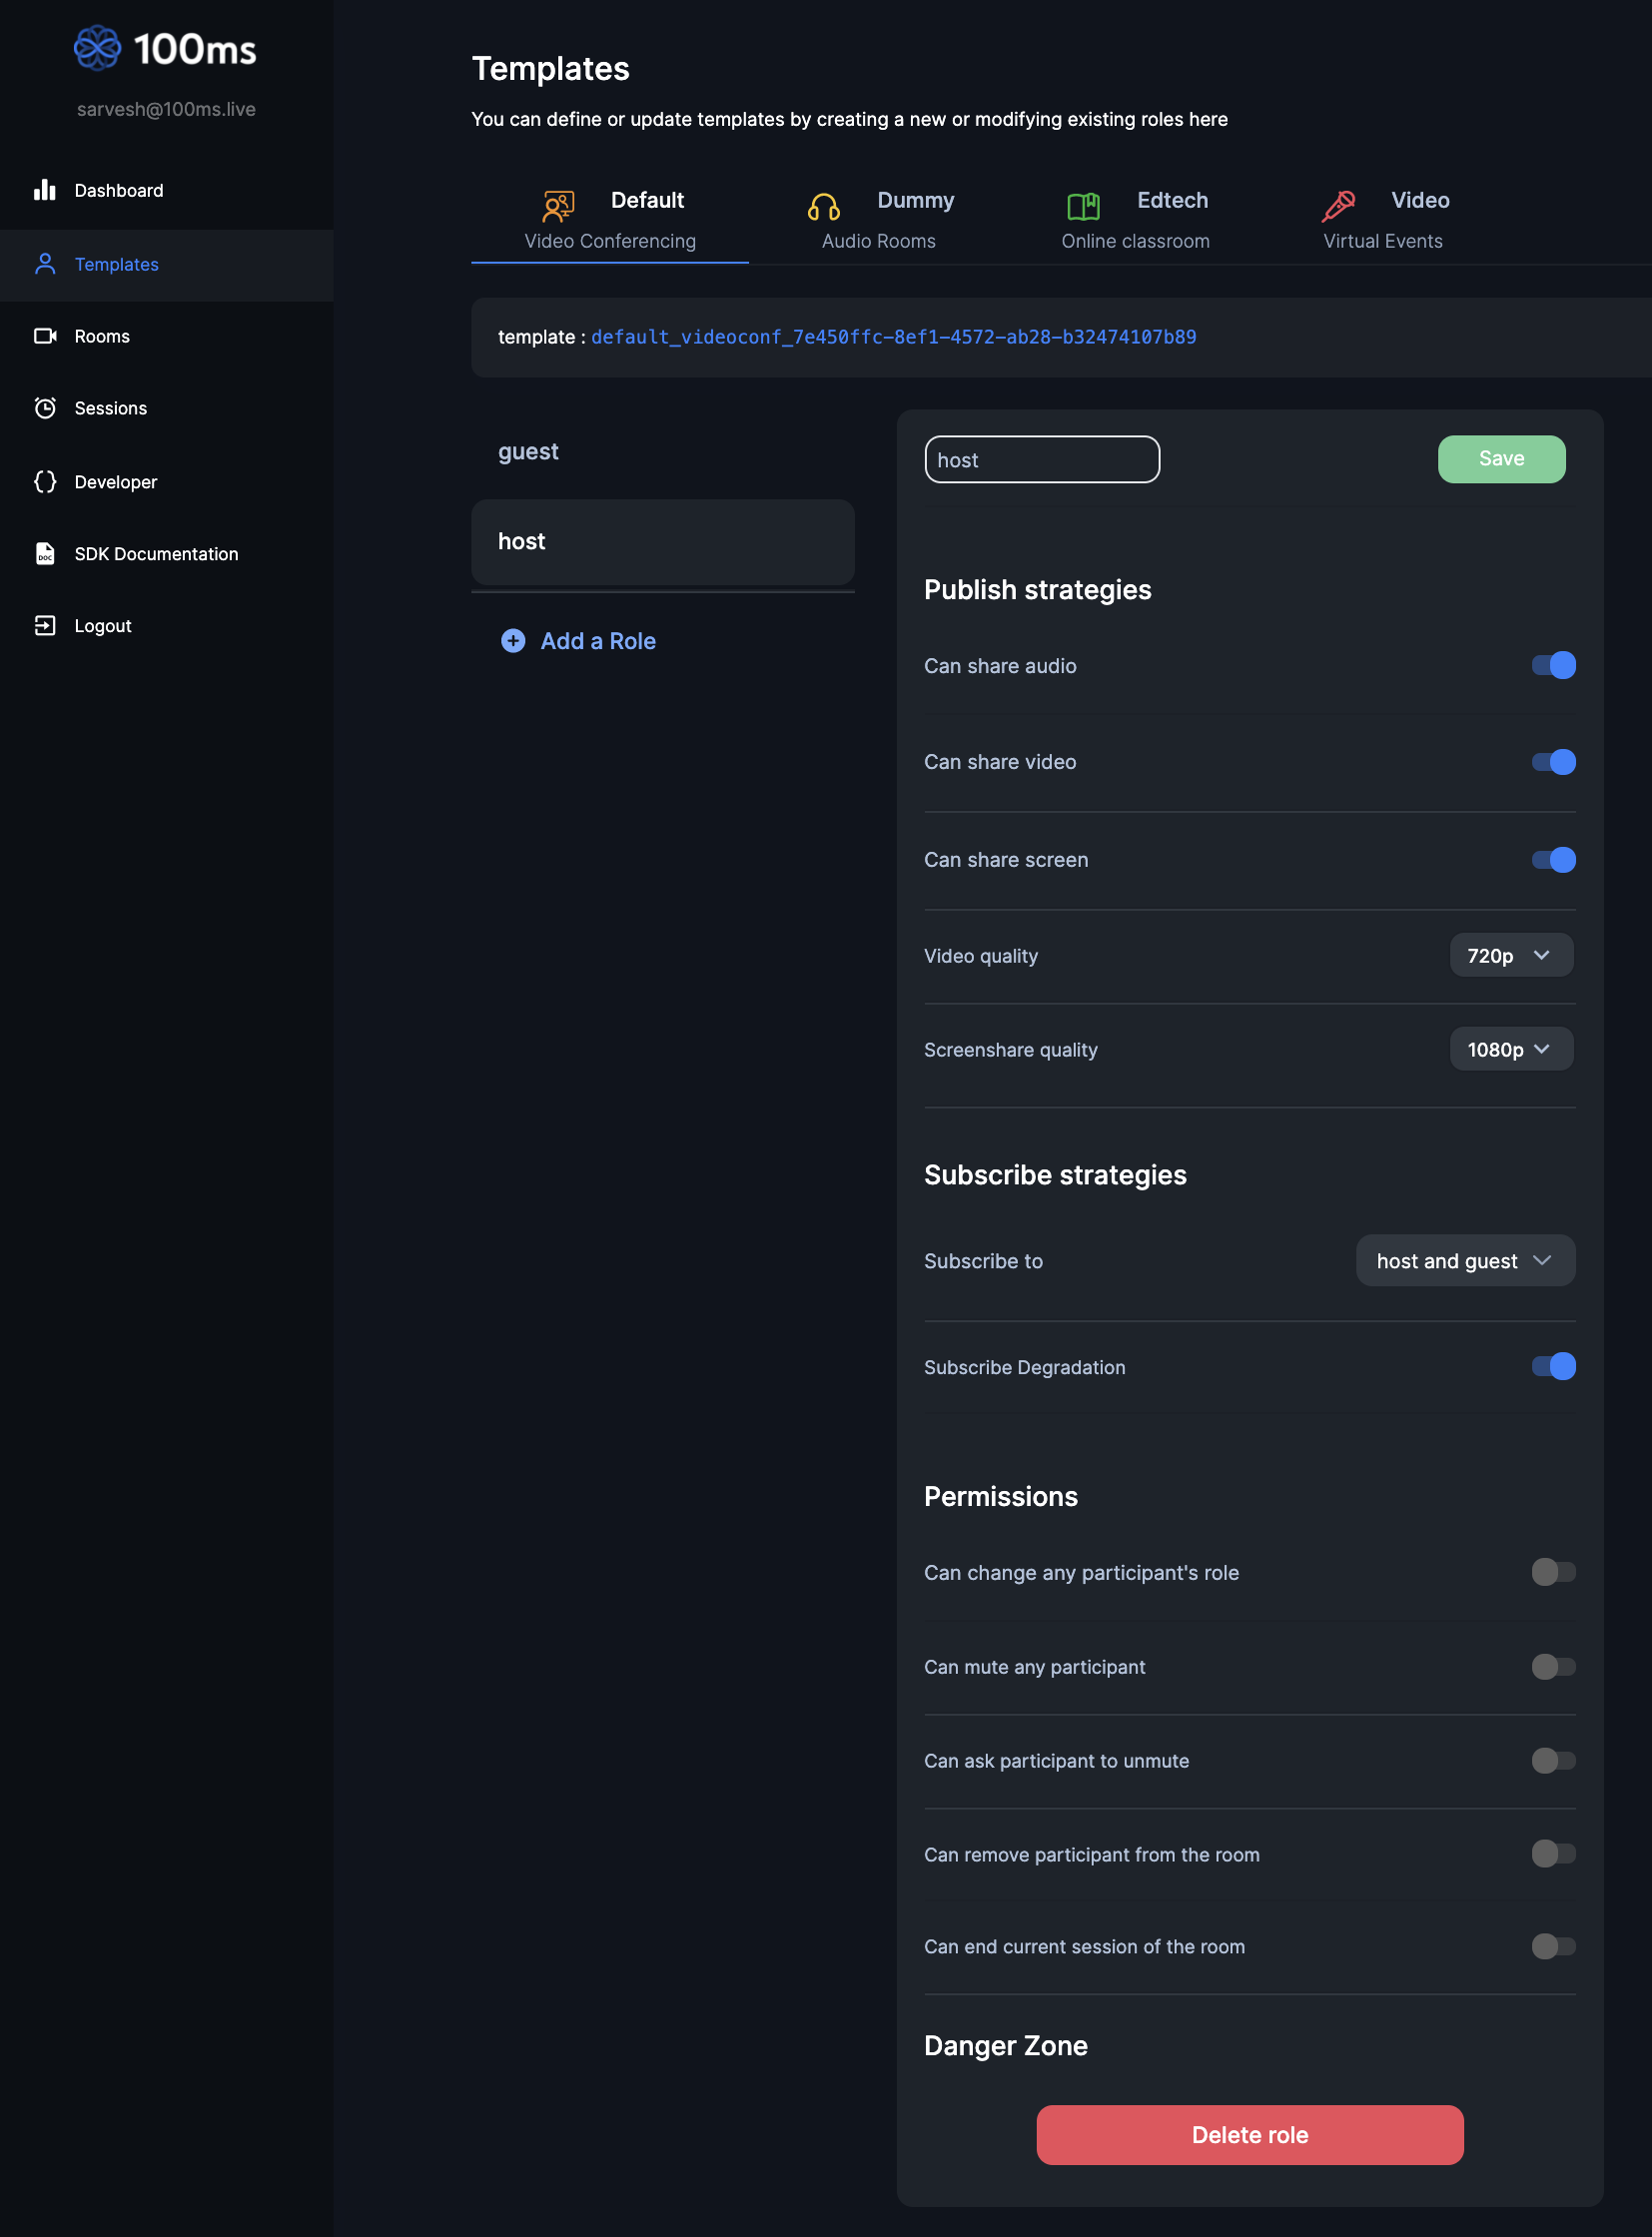 100ms
sarvesh@100ms.live
Dashboard
Templates
Rooms
Sessions
Developer
DOC
SDK Documentation
Logout
Templates
You can define or update templates by creating a new or modifying existing roles here
Default
Video Conferencing
Dummy
Audio Rooms
Edtech
Online classroom
Video
Virtual Events
template : default_videoconf_7e450ffc-8ef1-4572-ab28-b32474107b89
guest
host
Add a Role
host
Save
Publish strategies
Can share audio
Can share video
Can share screen
Video quality 720p
Screenshare quality 1080p
Subscribe strategies
Subscribe to host and guest
Subscribe Degradation
Permissions
Can change any participant's role
Can mute any participant
Can ask participant to unmute
Can remove participant from the room
Can end current session of the room
Danger Zone
Delete role